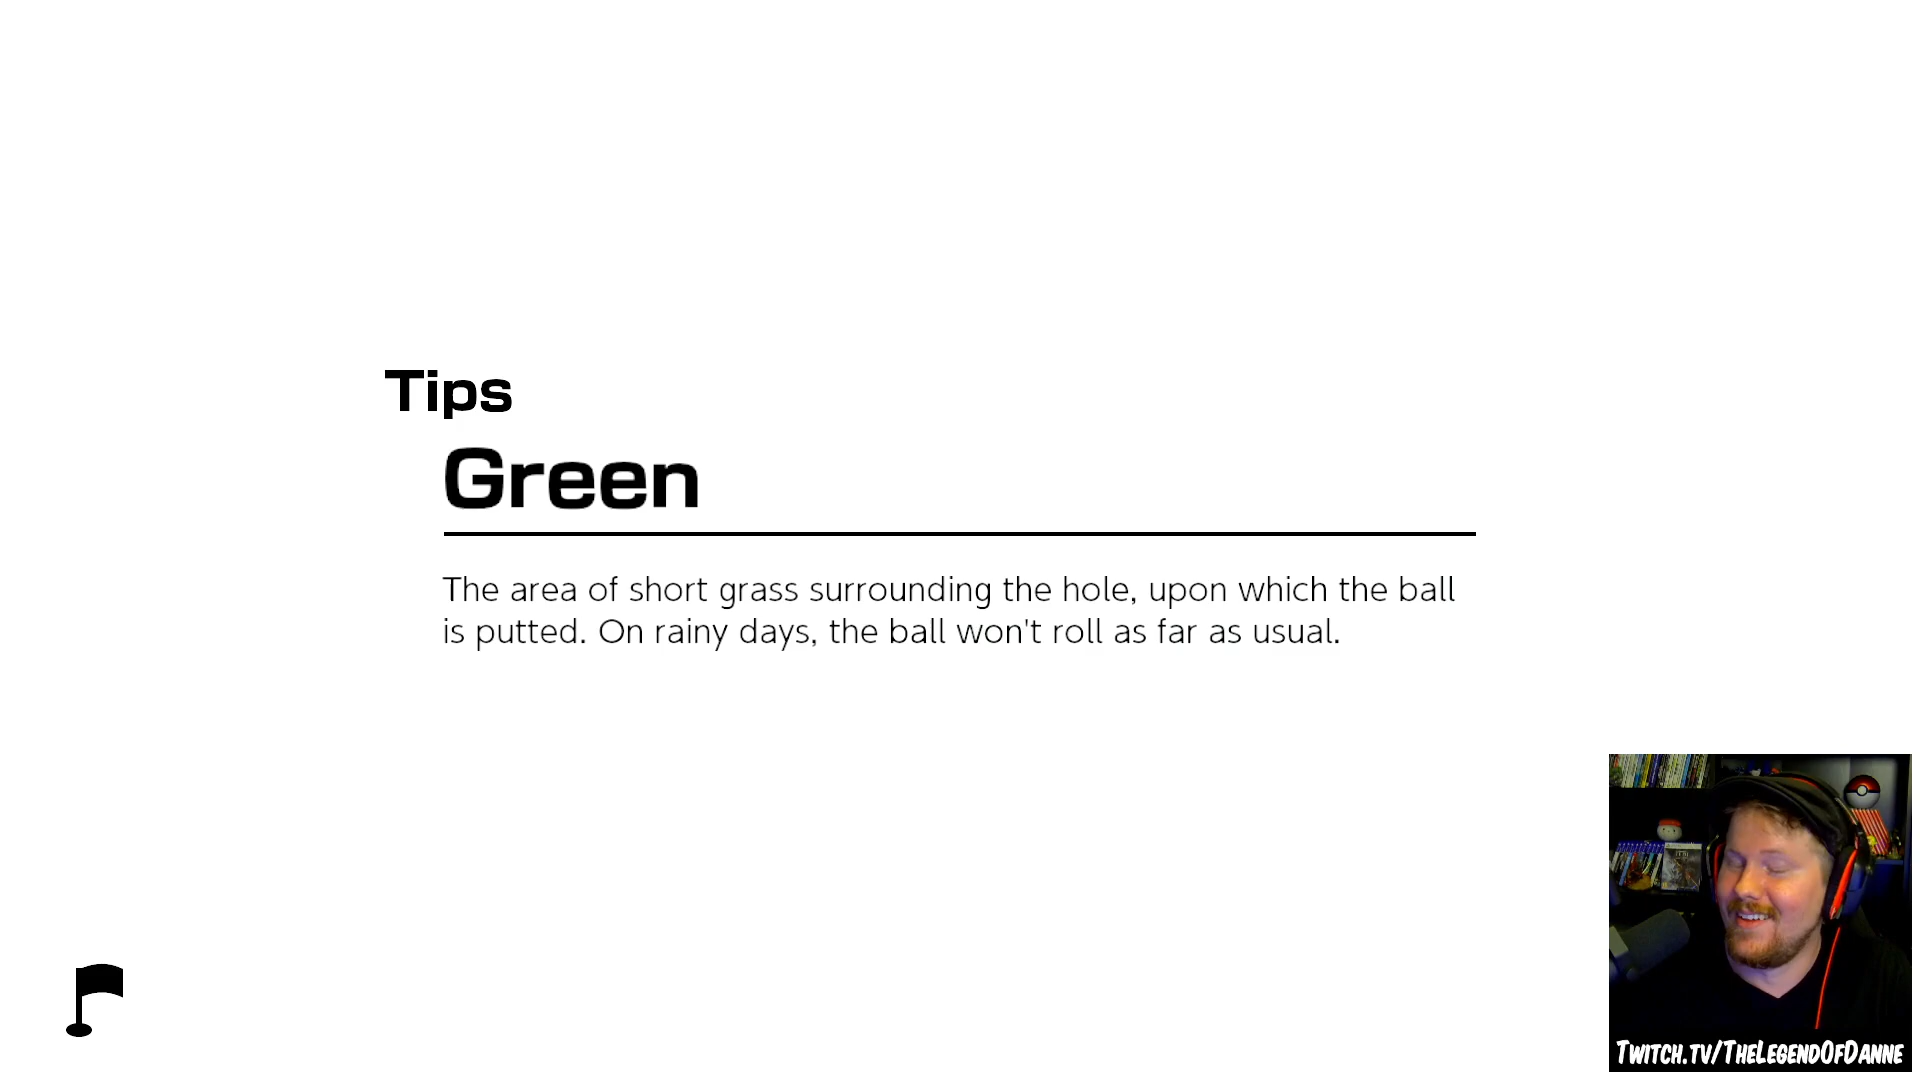 Tips
Green
The area of short grass surrounding the hole, upon which the ball
is putted. On rainy days, the ball won't roll as far as usual.
Twitch.tv/TheLegendOfDanne